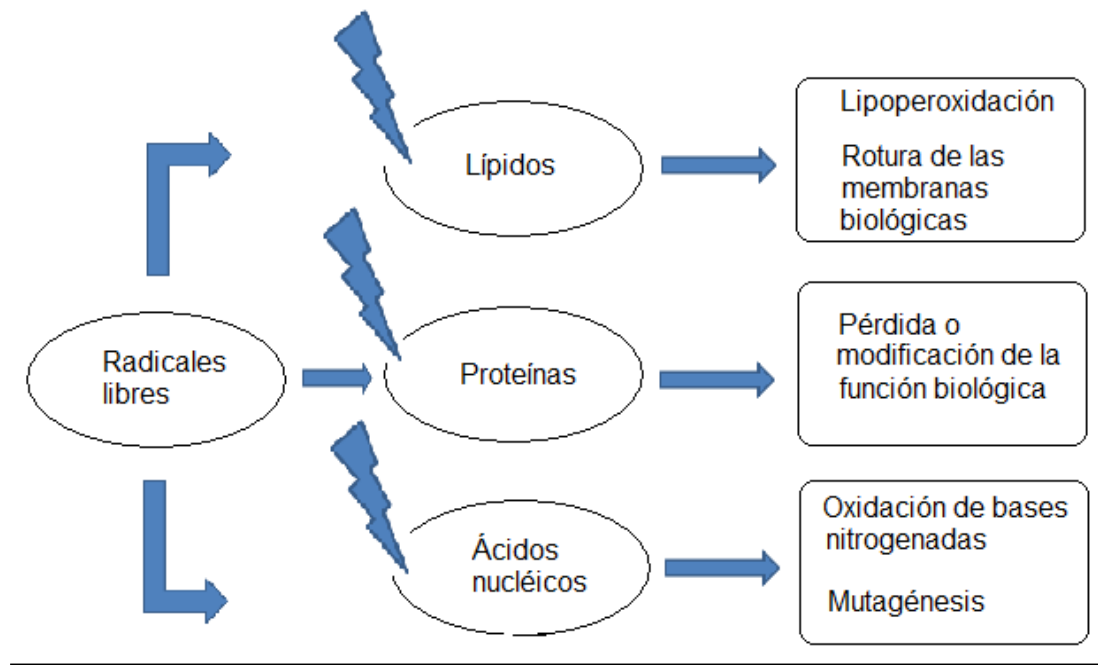 Lípidos
Lipoperoxidación
Rotura de las
membranas
biológicas
Radicales
libres
Proteínas
Pérdida o
modificación de la
función biológica
Ácidos
nucléicos
Oxidación de bases
nitrogenadas
Mutagénesis